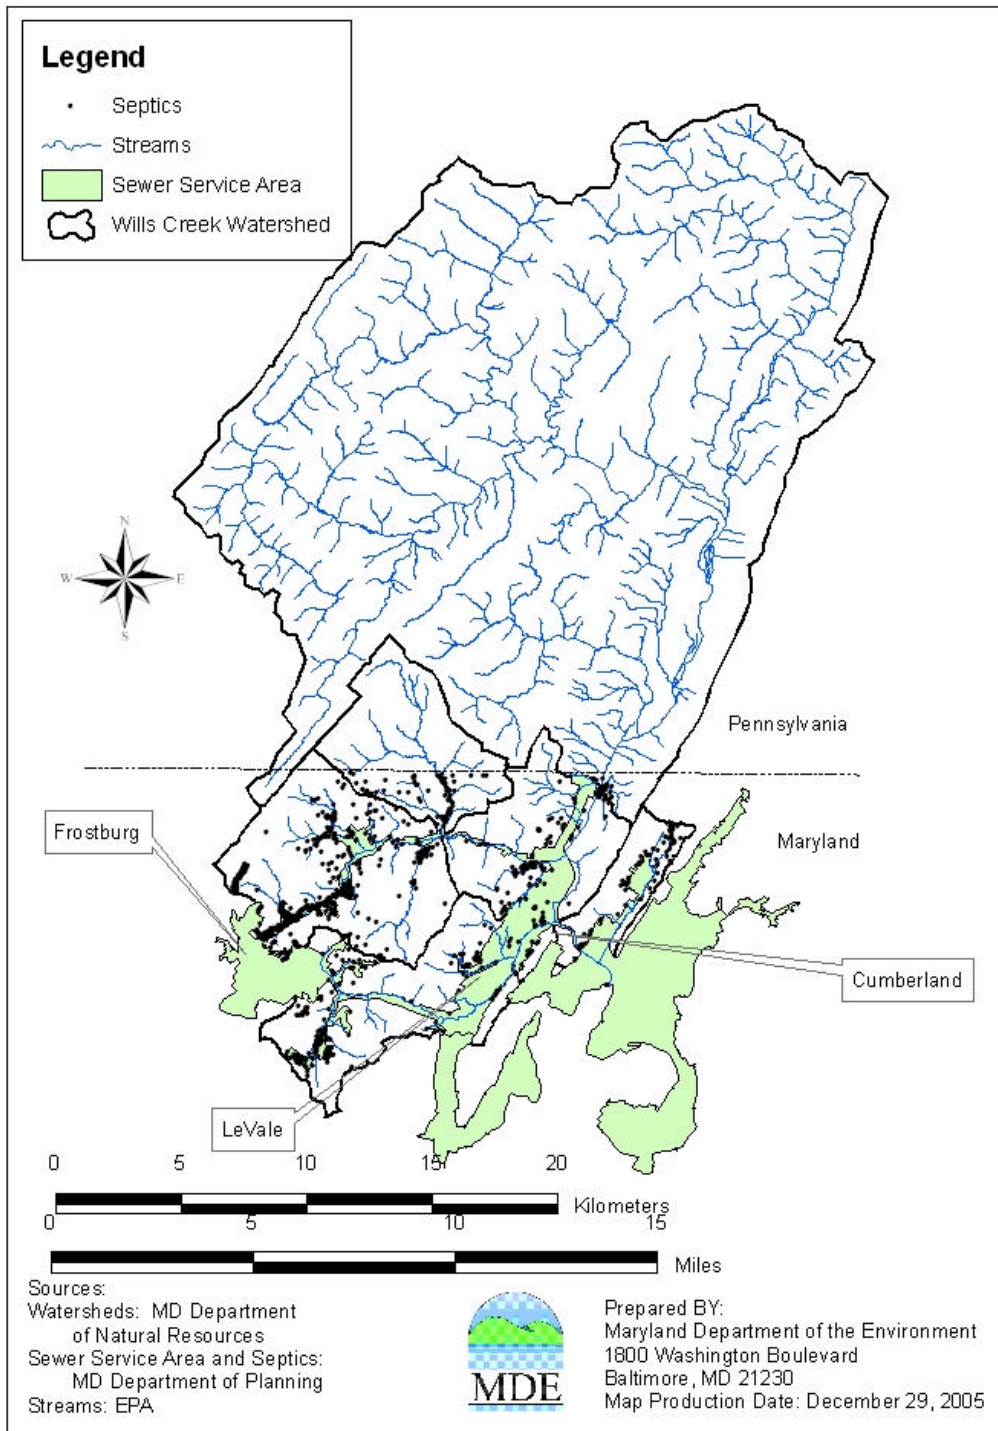 Legend
Septics
Streams
Sewer Service Area
Wills Creek Watershed
N
W
E
S
Pennsylvania
Maryland
Frostburg
Cumberland
LeVale
0 5 10 15 20
Kilometers
0 5 10 15
Miles
Sources:
Watersheds: MD Department
of Natural Resources
Sewer Service Area and Septics:
MD Department of Planning
Streams: EPA
MDE
Prepared BY:
Maryland Department of the Environment
1800 Washington Boulevard
Baltimore, MD 21230
Map Production Date: December 29, 2005